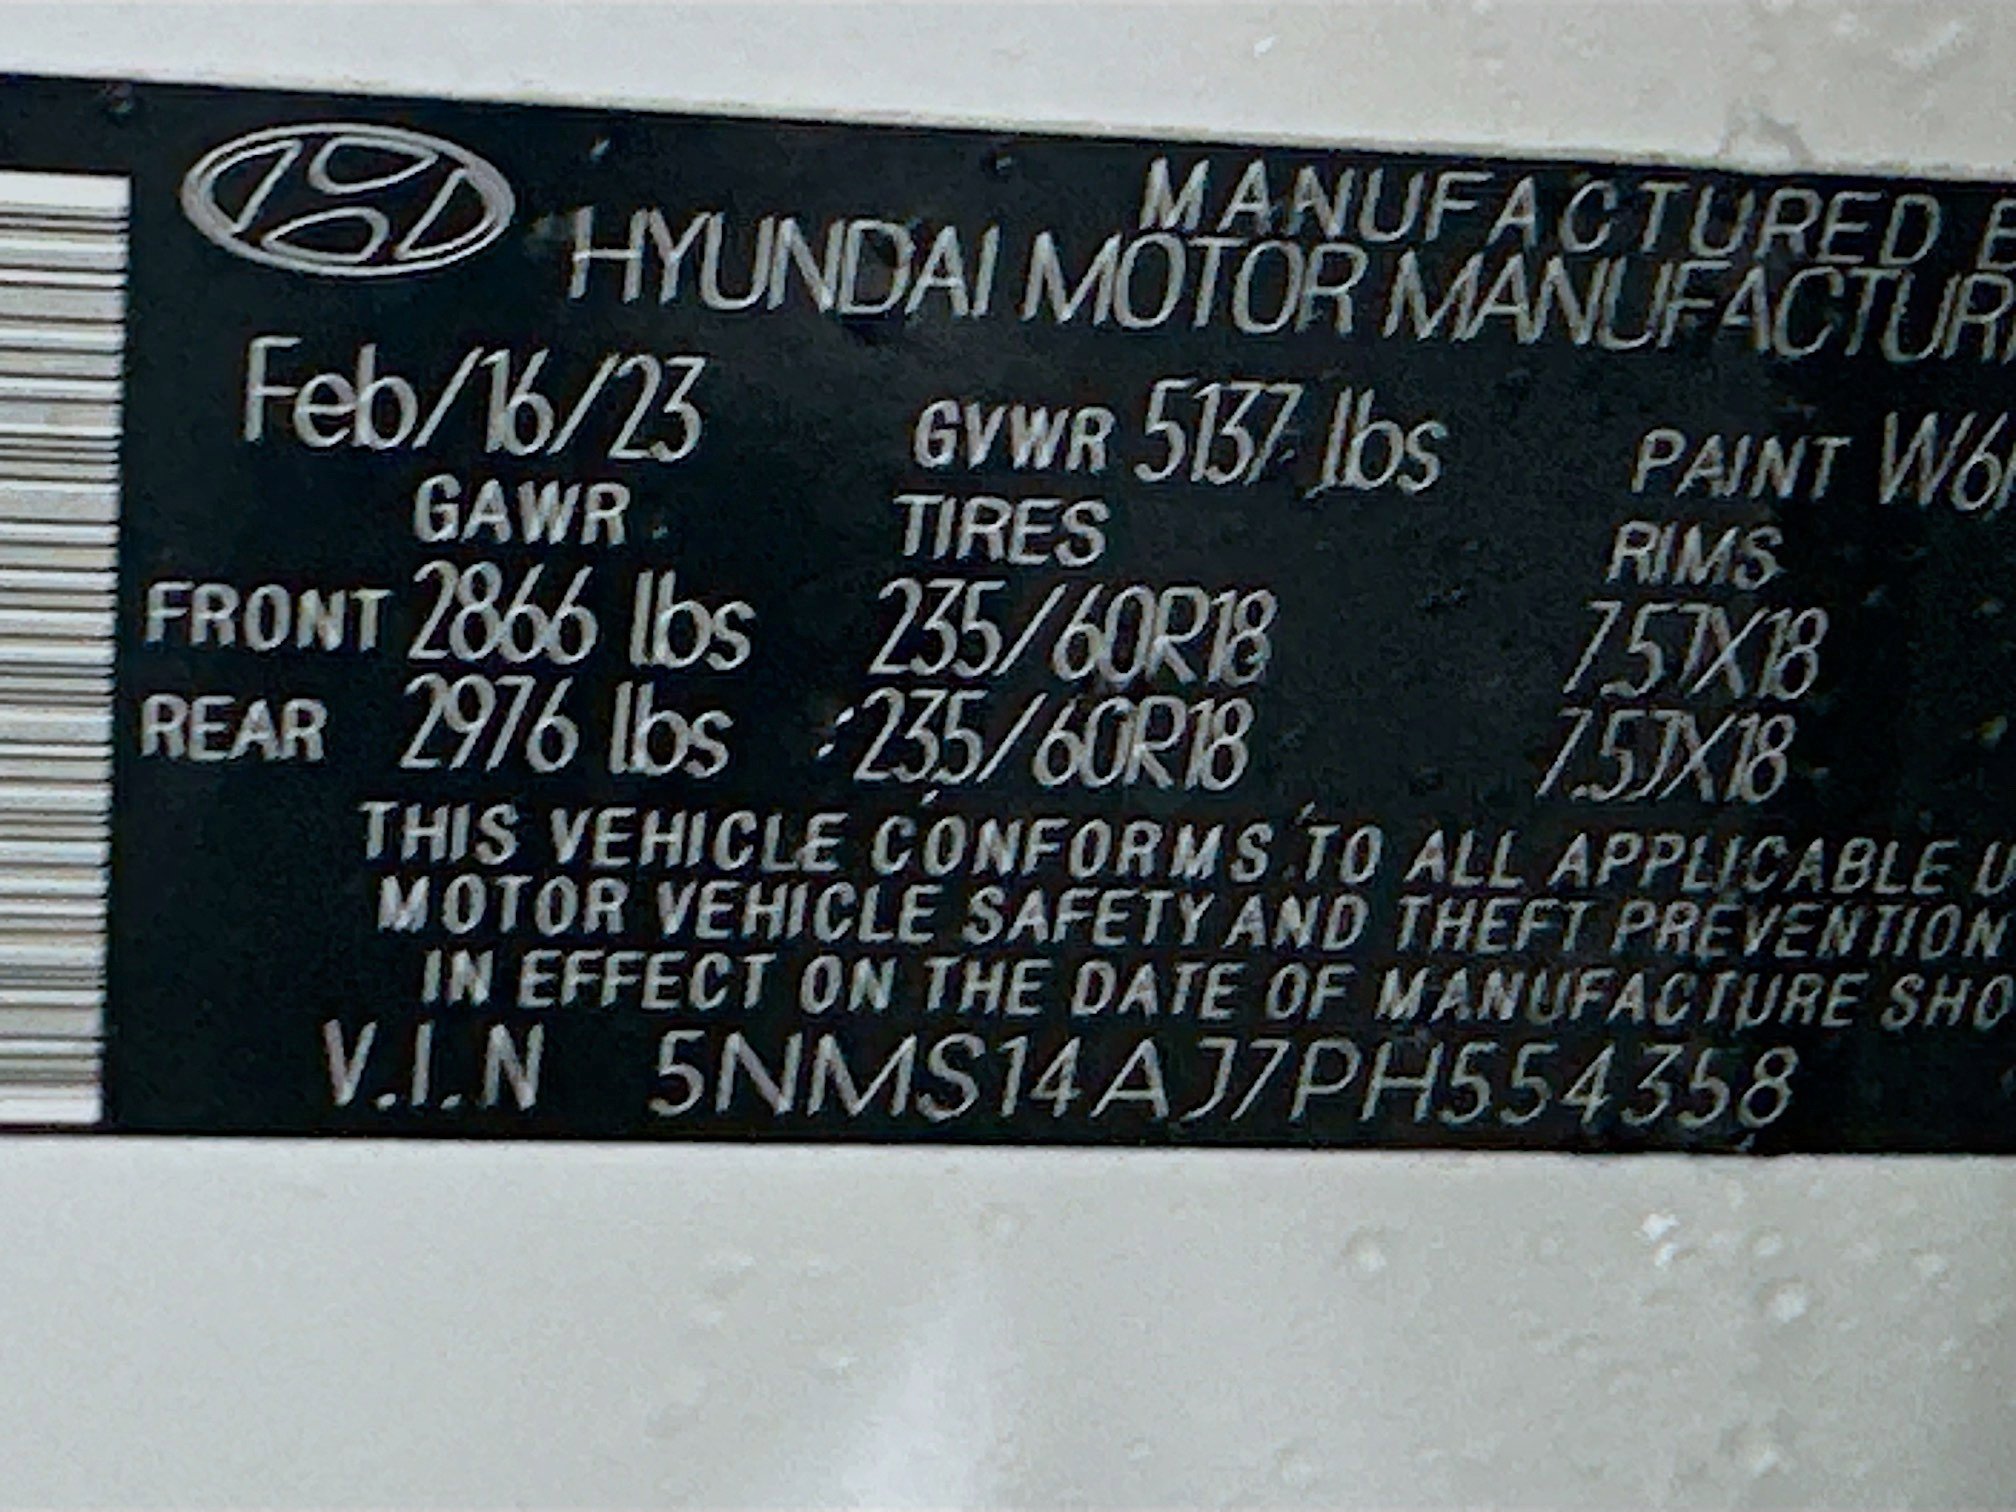 MANUFACTURED
HYUNDAI MOTOR
Feb/16/23 GVWR 5137 lbs PAINT
GAWR TIRES RIMS
FRONT 2866 lbs 235/60R18 7.5JX18
REAR 2976 lbs 235/60R18 7.5JX18
THIS VEHICLE CONFORMS TO ALL APPLICABLE
MOTOR VEHICLE SAFETY AND THEFT PREVENTION
IN EFFECT ON THE DATE OF MANUFACTURE
V.I.N 5NMS14AJ7PH554358